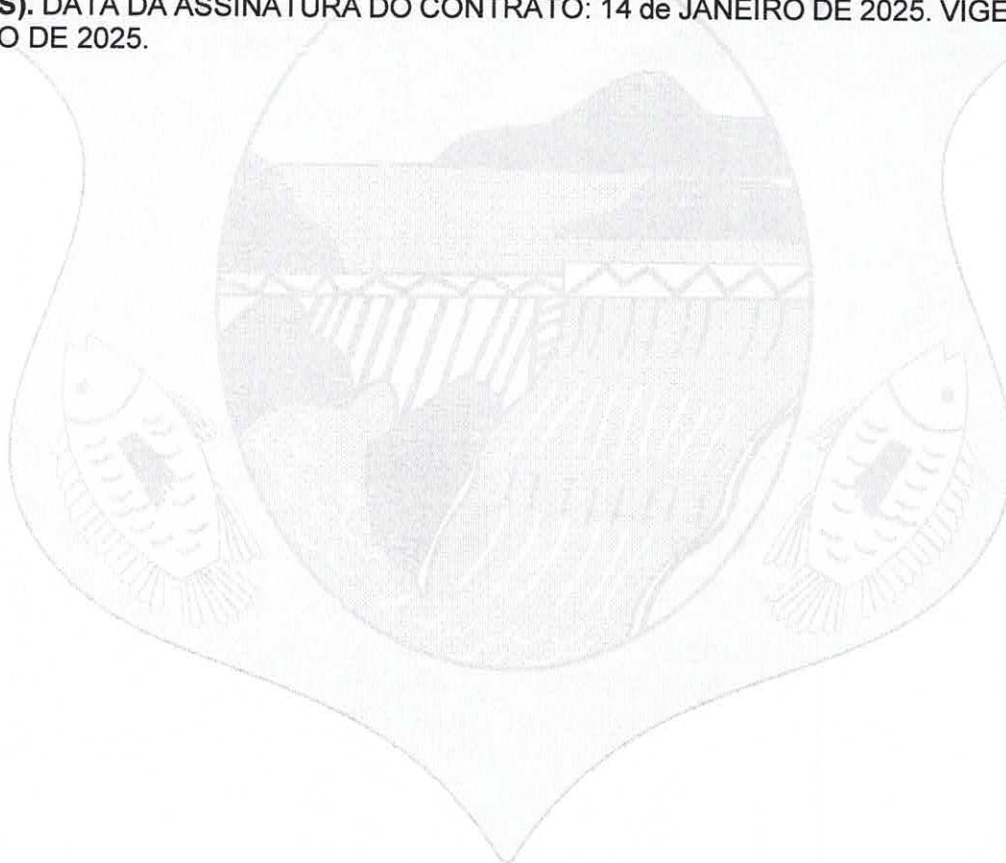 S). DATA DA ASSINATURA DO CONTRATO: 14 de JANEIRO DE 2025. VIGE
O DE 2025.